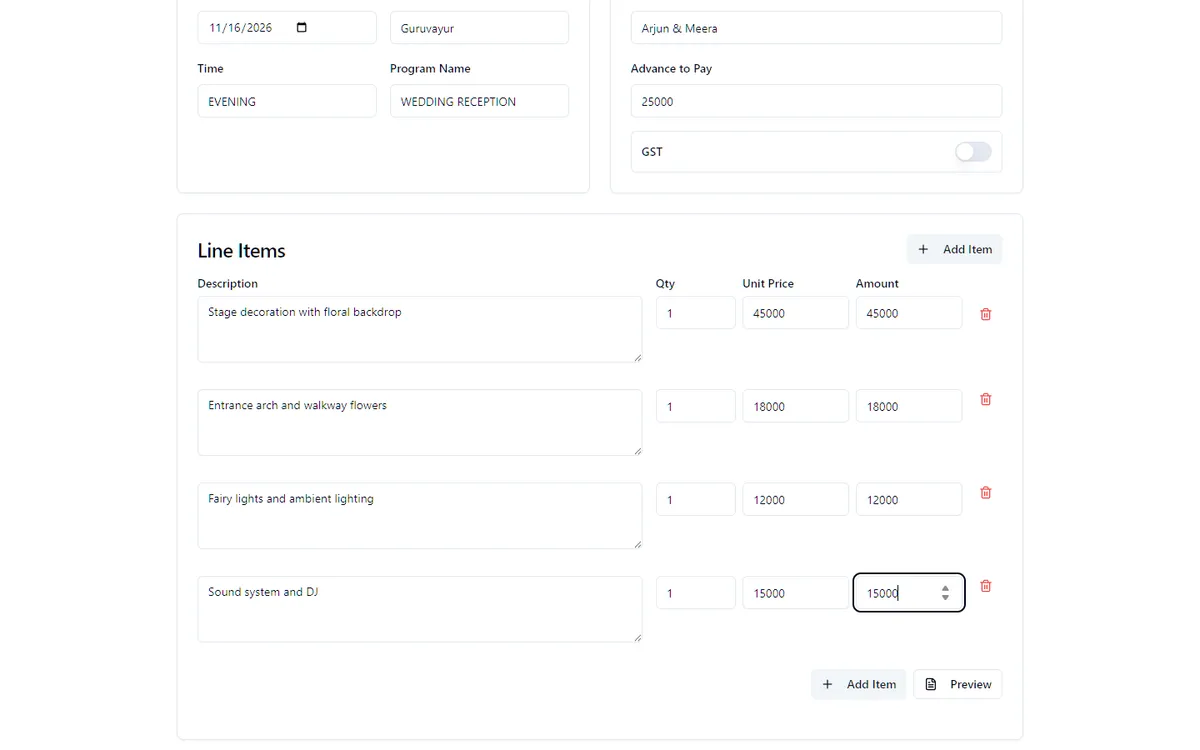 11/16/2026
Guruvayur
Arjun & Meera
Time
Program Name
Advance to Pay
EVENING
WEDDING RECEPTION
25000
GST
Line Items
+ Add Item
Description
Qty
Unit Price
Amount
Stage decoration with floral backdrop
1
45000
45000
Entrance arch and walkway flowers
1
18000
18000
Fairy lights and ambient lighting
1
12000
12000
Sound system and DJ
1
15000
15000
+ Add Item
Preview